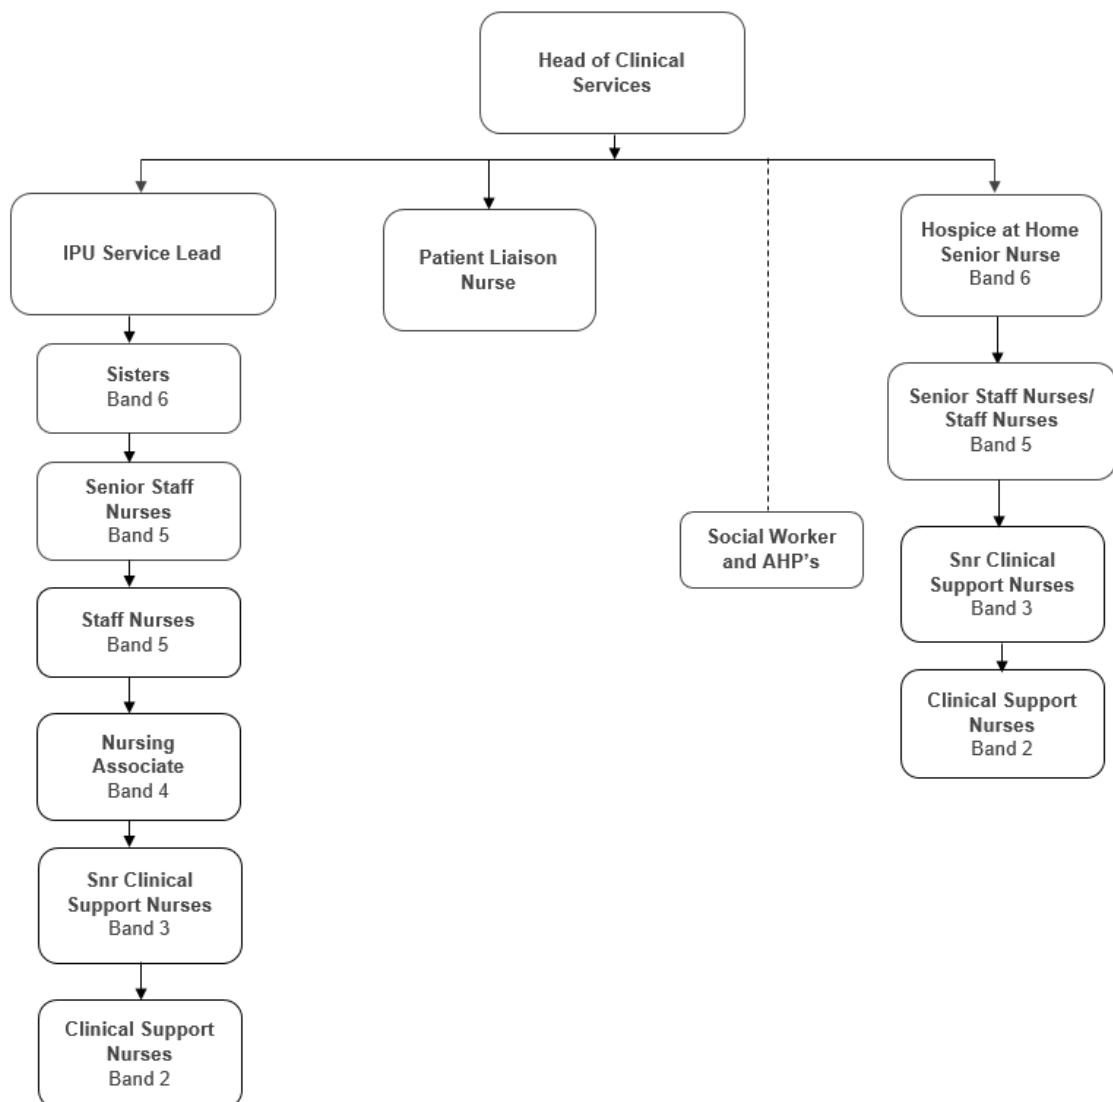 Head of Clinical
Services
IPU Service Lead
Patient Liaison
Nurse
Hospice at Home
Senior Nurse
Band 6
Sisters
Band 6
Senior Staff Nurses/
Staff Nurses
Band 5
Senior Staff
Nurses
Band 5
Social Worker
and AHP's
Snr Clinical
Support Nurses
Band 3
Staff Nurses
Band 5
Clinical Support
Nurses
Band 2
Nursing
Associate
Band 4
Snr Clinical
Support Nurses
Band 3
Clinical Support
Nurses
Band 2